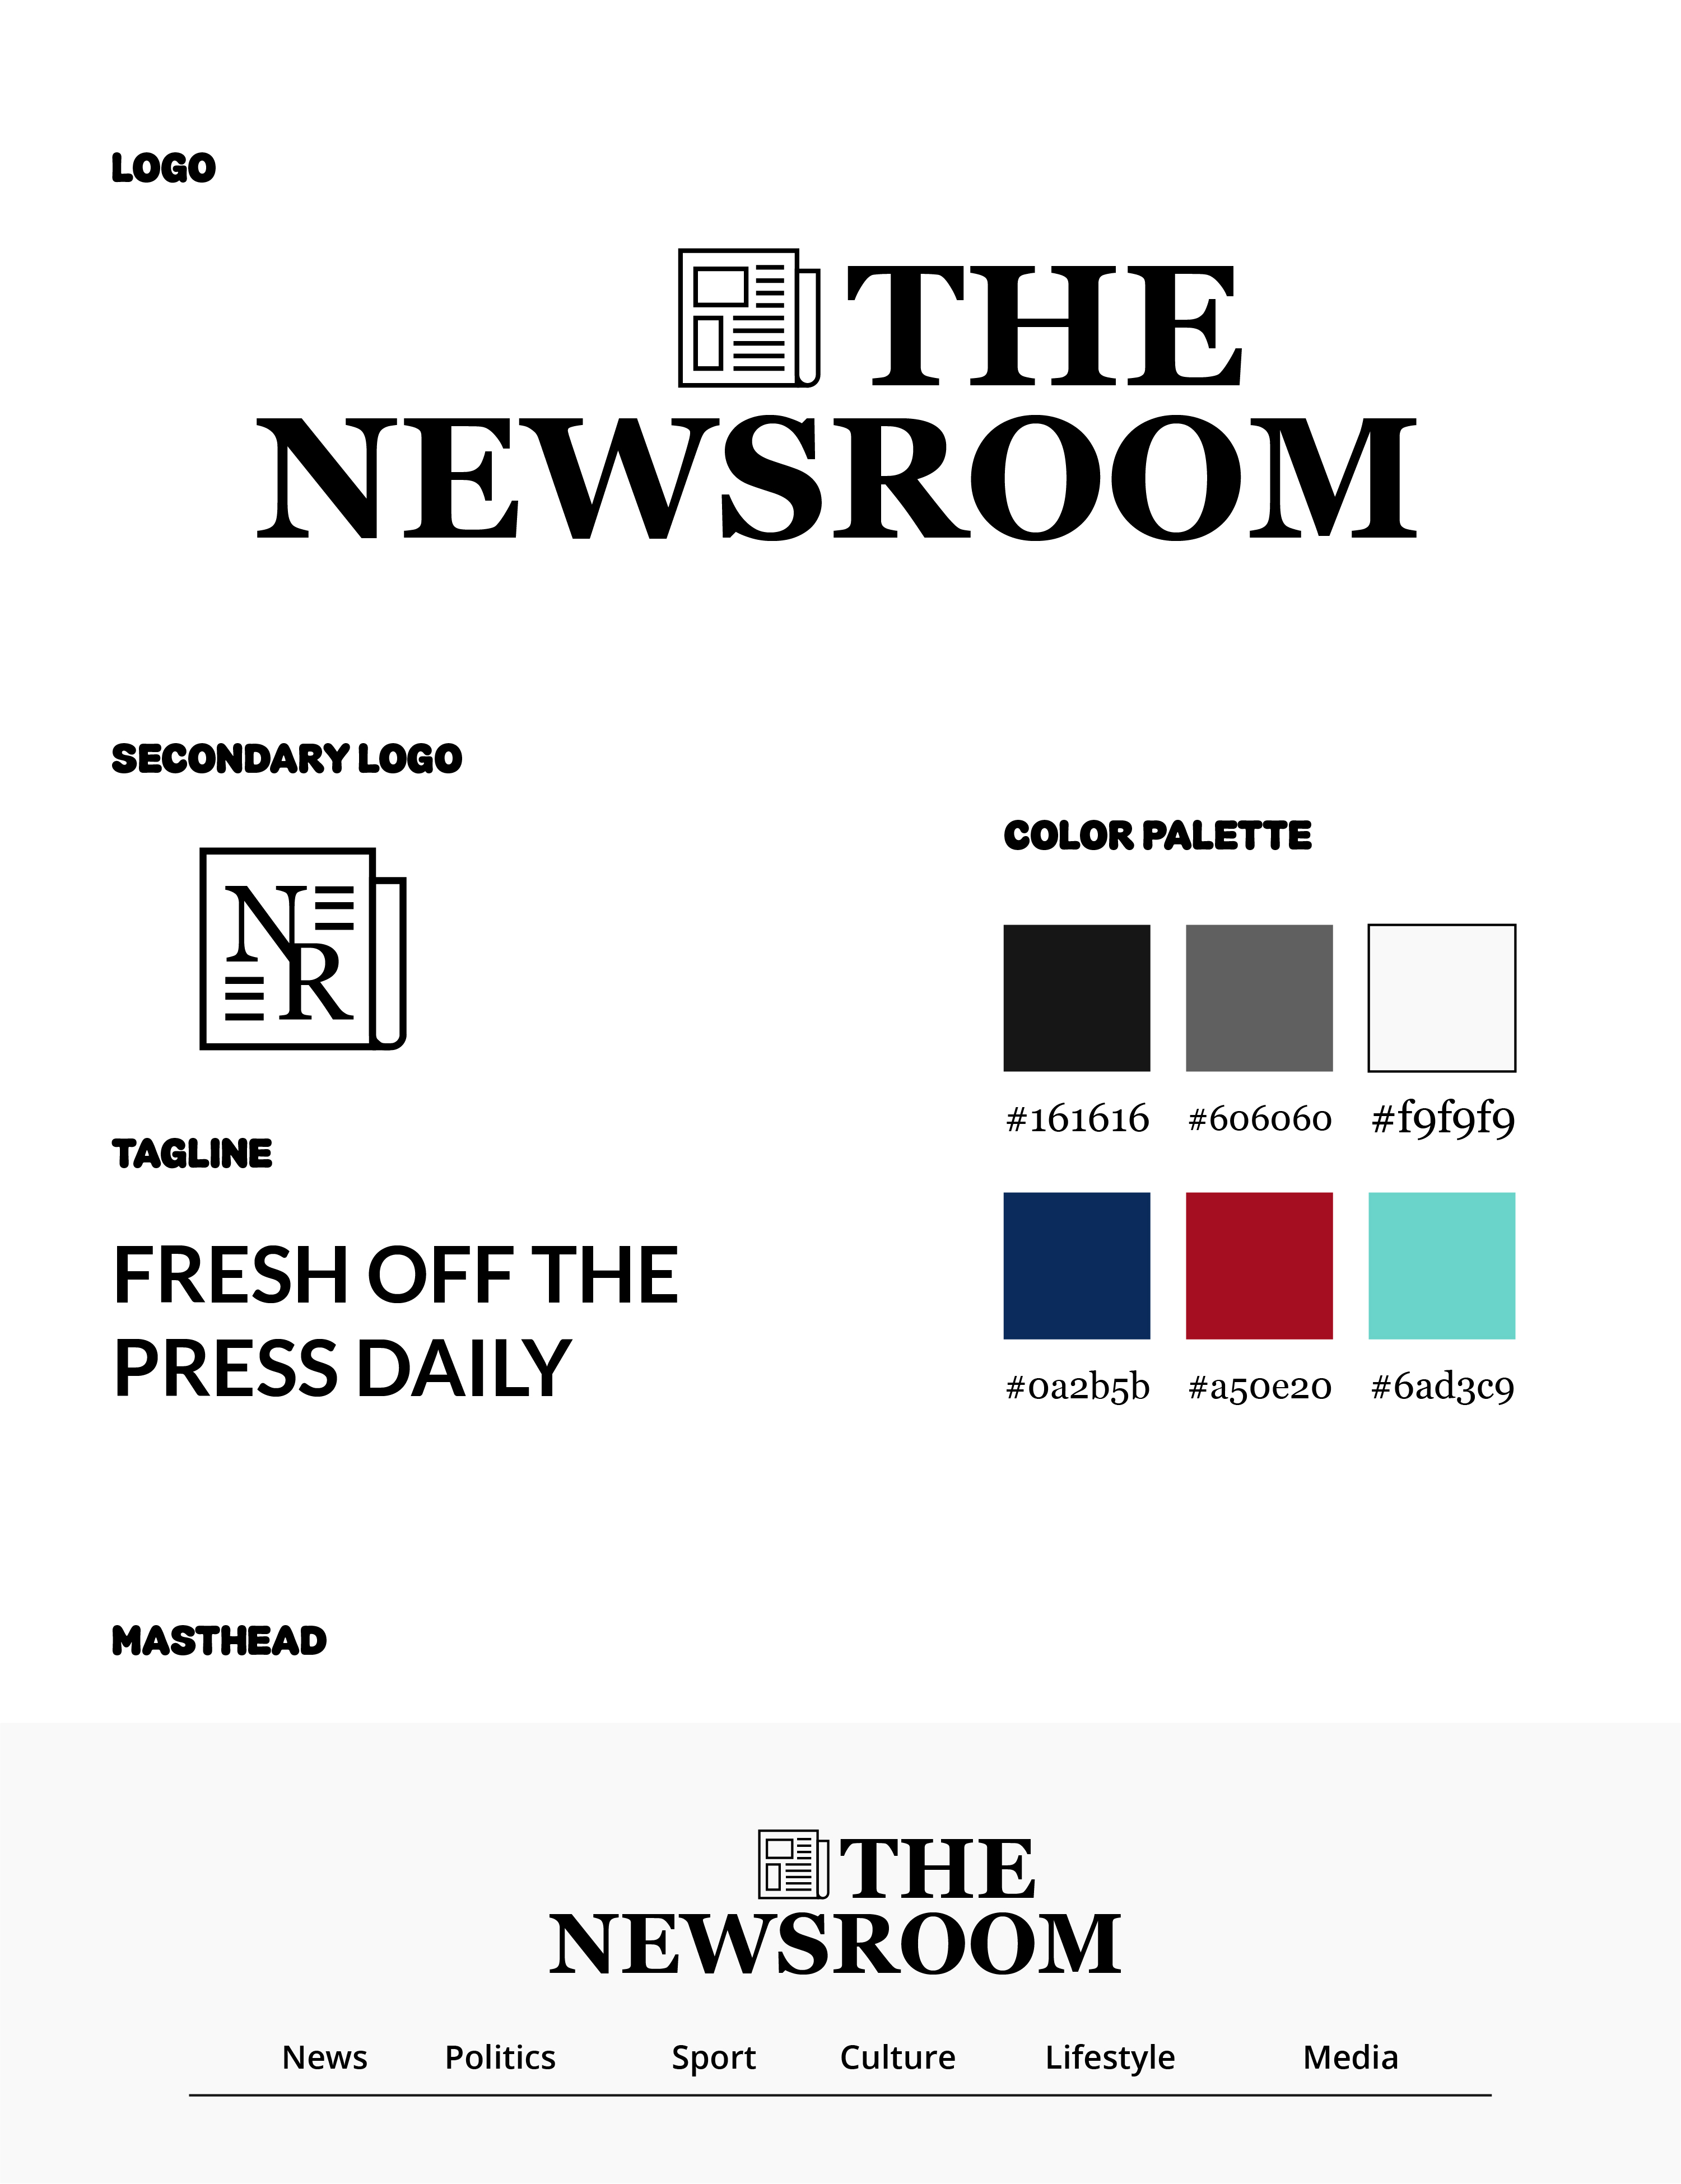 LOGO
THE
NEWSROOM
SECONDARY LOGO
NR
TAGLINE
FRESH OFF THE
PRESS DAILY
COLOR PALETTE
#161616 #606060 #f9f9f9
#0a2b5b #a50e20 #6ad3c9
MASTHEAD
THE
NEWSROOM
News Politics Sport Culture Lifestyle Media